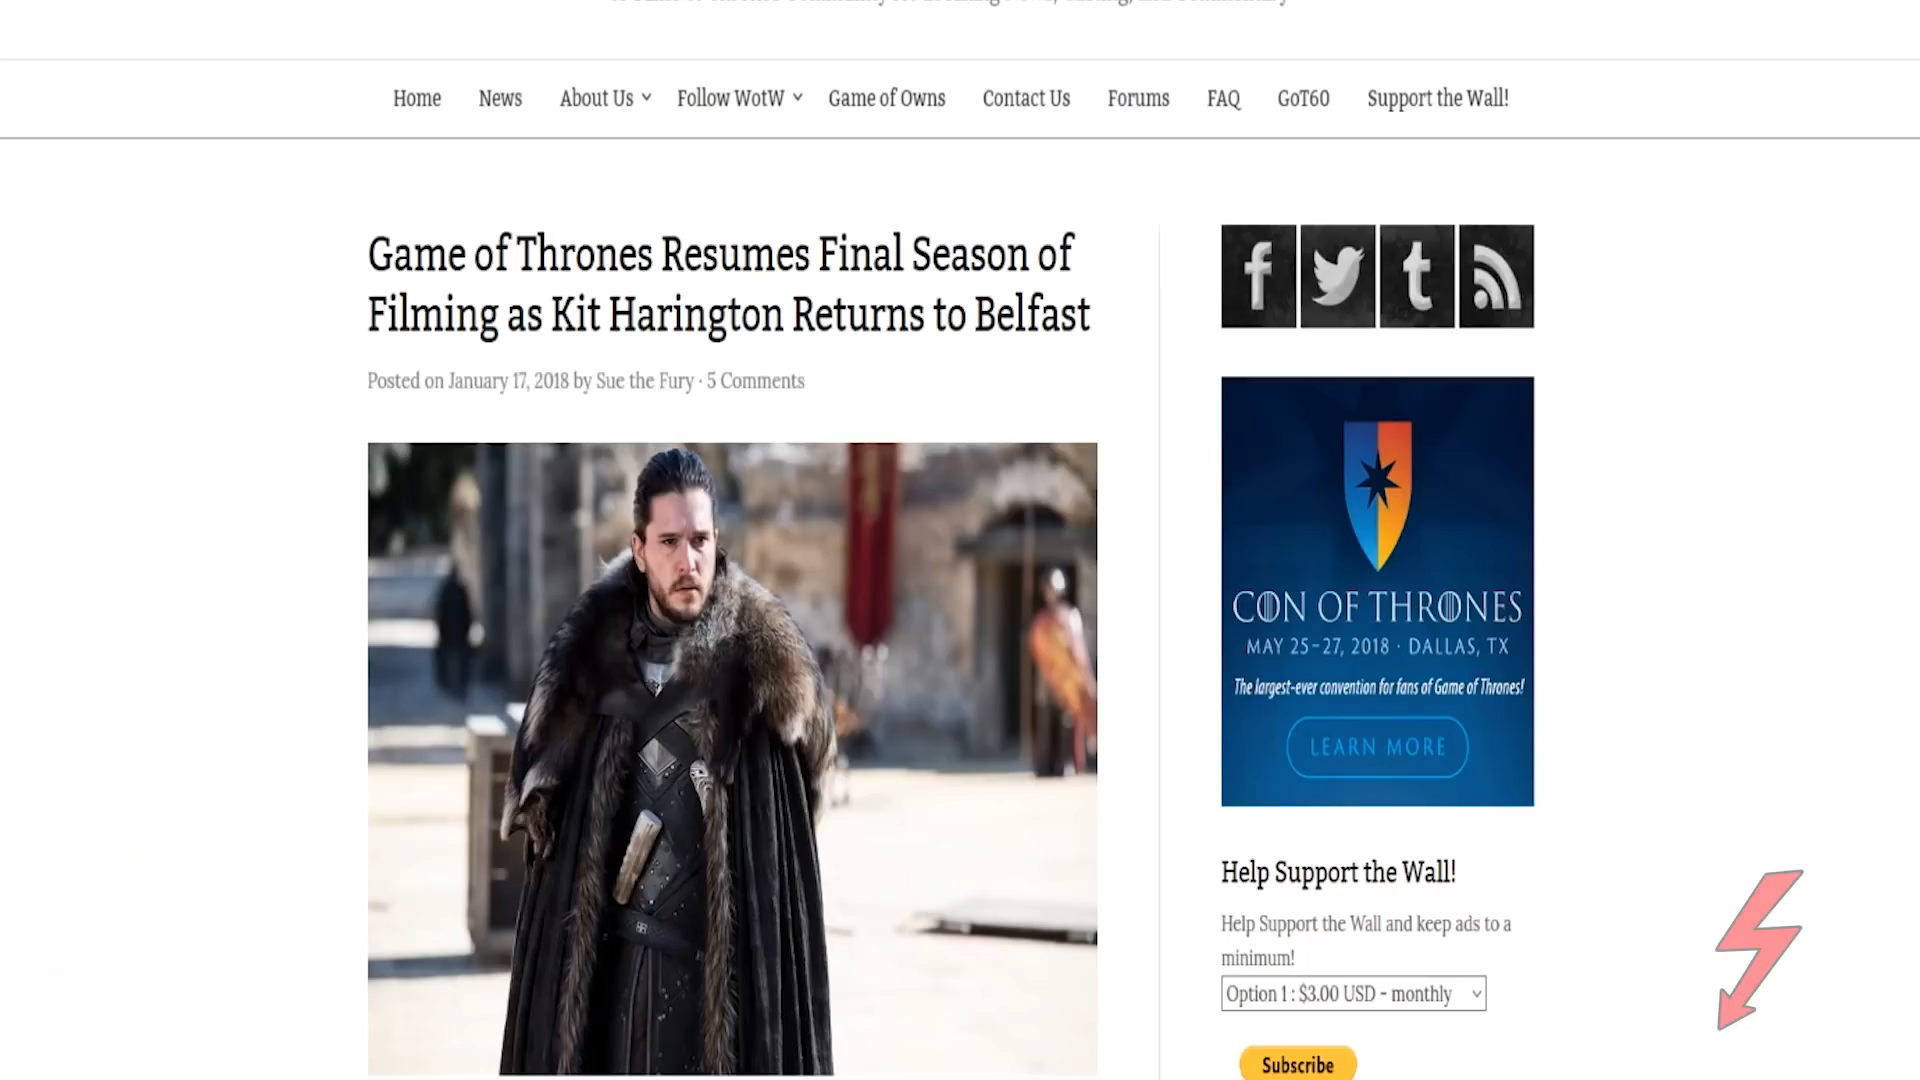 Home News About Us Follow WotW Game of Owns Contact Us Forums FAQ GoT60 Support the Wall!
Game of Thrones Resumes Final Season of
Filming as Kit Harington Returns to Belfast
Posted on January 17, 2018 by Sue the Fury · 5 Comments
CON OF THRONES
MAY 25-27, 2018 · DALLAS, TX
The largest-ever convention for fans of Game of Thrones!
LEARN MORE
Help Support the Wall!
Help Support the Wall and keep ads to a
minimum!
Option 1 : $3.00 USD - monthly
Subscribe